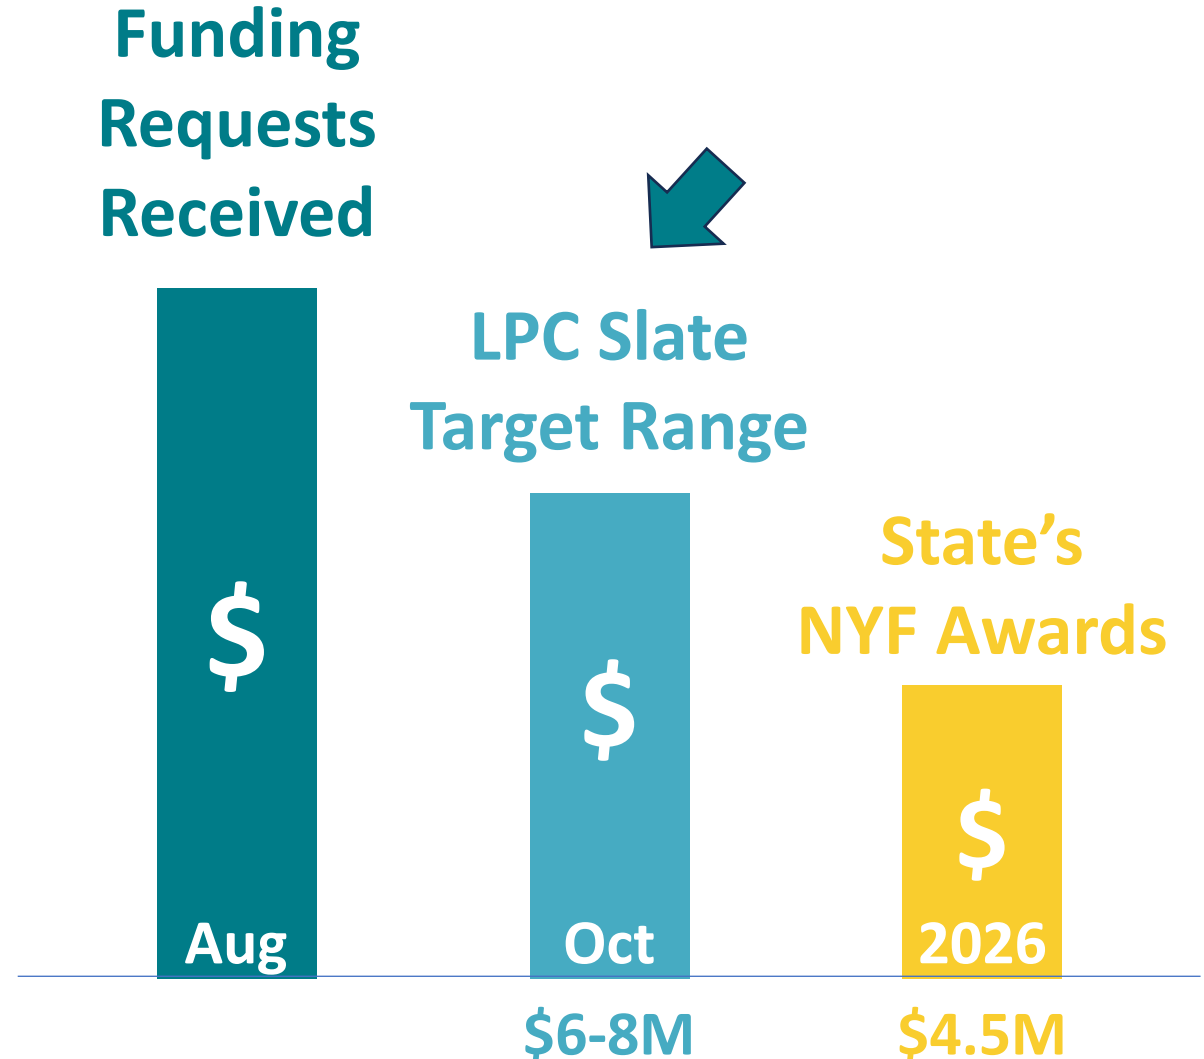 Funding
Requests
Received
$
Aug
LPC Slate
Target Range
$
Oct
$6-8M
State’s
NYF Awards
$
2026
$4.5M